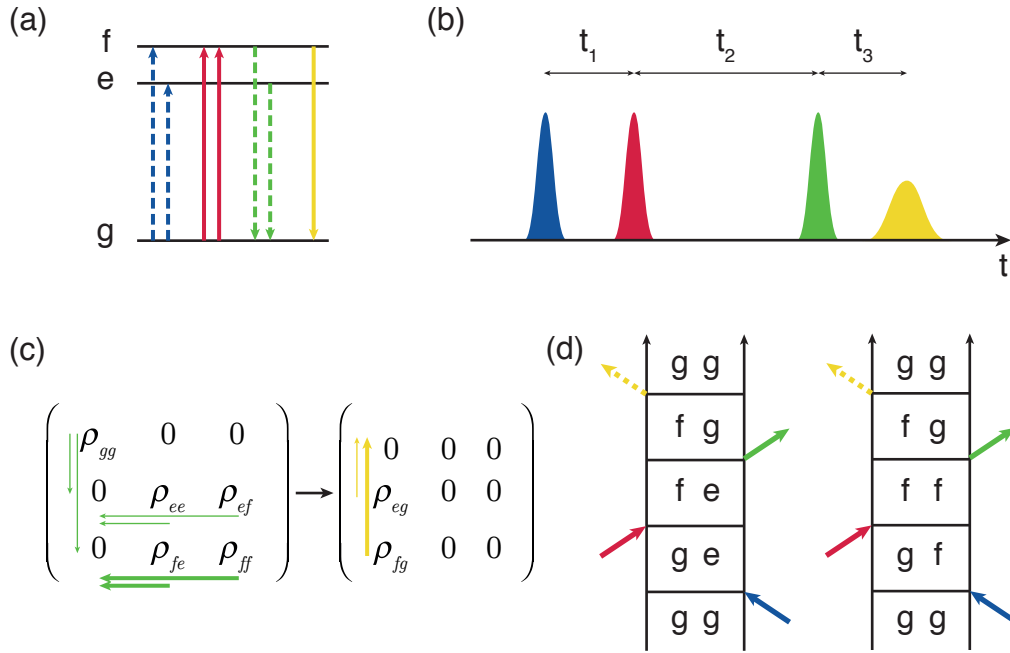 (a)
f
e
g
(b)
t₁ t₂ t₃
t
(c)
ρgg 0 0
0 ρee ρef
0 ρfe ρff
0 0 0
ρeg 0 0
ρfg 0 0
(d)
g g
f g
f e
g e
g g
g g
f g
f f
g f
g g